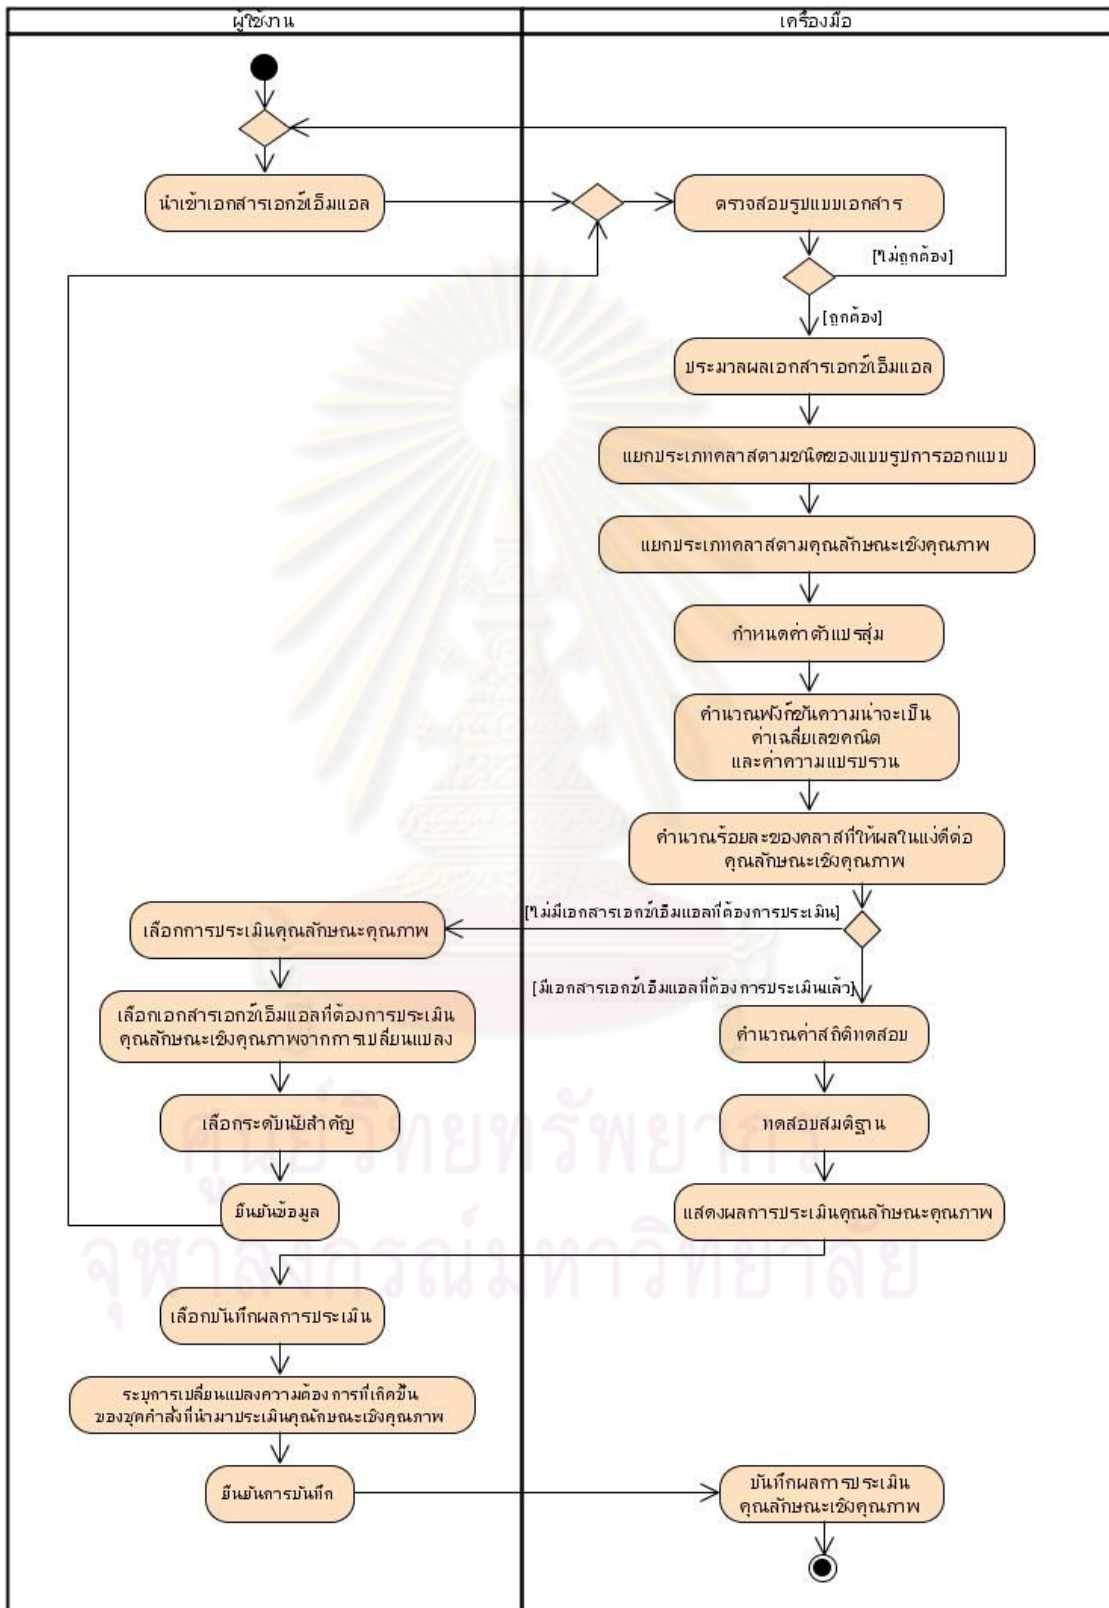 ผู้ใช้งาน
เครื่องมือ
นำเข้าเอกสารเอกซ์เอ็มแอล
ตรวจสอบรูปแบบเอกสาร
[ไม่ถูกต้อง]
[ถูกต้อง]
ประมวลผลเอกสารเอกซ์เอ็มแอล
แยกประเภทคลาสตามชนิดของแบบรูปการออกแบบ
แยกประเภทคลาสตามคุณลักษณะเชิงคุณภาพ
กำหนดค่าตัวแปรสุ่ม
คำนวณฟังก์ชันความน่าจะเป็น
ค่าเฉลี่ยเลขคณิต
และค่าความแปรปรวน
คำนวณร้อยละของคลาสที่ให้ผลในแง่ดีต่อ
คุณลักษณะเชิงคุณภาพ
[ไม่มีเอกสารเอกซ์เอ็มแอลที่ต้องการประเมิน]
เลือกการประเมินคุณลักษณะคุณภาพ
[มีเอกสารเอกซ์เอ็มแอลที่ต้องการประเมินแล้ว]
เลือกเอกสารเอกซ์เอ็มแอลที่ต้องการประเมิน
คุณลักษณะเชิงคุณภาพจากการเปลี่ยนแปลง
คำนวณค่าสถิติทดสอบ
เลือกระดับนัยสำคัญ
ทดสอบสมติฐาน
ยืนยันข้อมูล
แสดงผลการประเมินคุณลักษณะคุณภาพ
ศูนย์วิทยทรัพยากร
จุฬาลงกรณ์มหาวิทยาลัย
เลือกบันทึกผลการประเมิน
ระบุการเปลี่ยนแปลงความต้องการที่เกิดขึ้น
ของชุดคำสั่งที่นำมาประเมินคุณักษณะเชิงคุณภาพ
ยืนยันการบันทึก
บันทึกผลการประเมิน
คุณลักษณะเชิงคุณภาพ